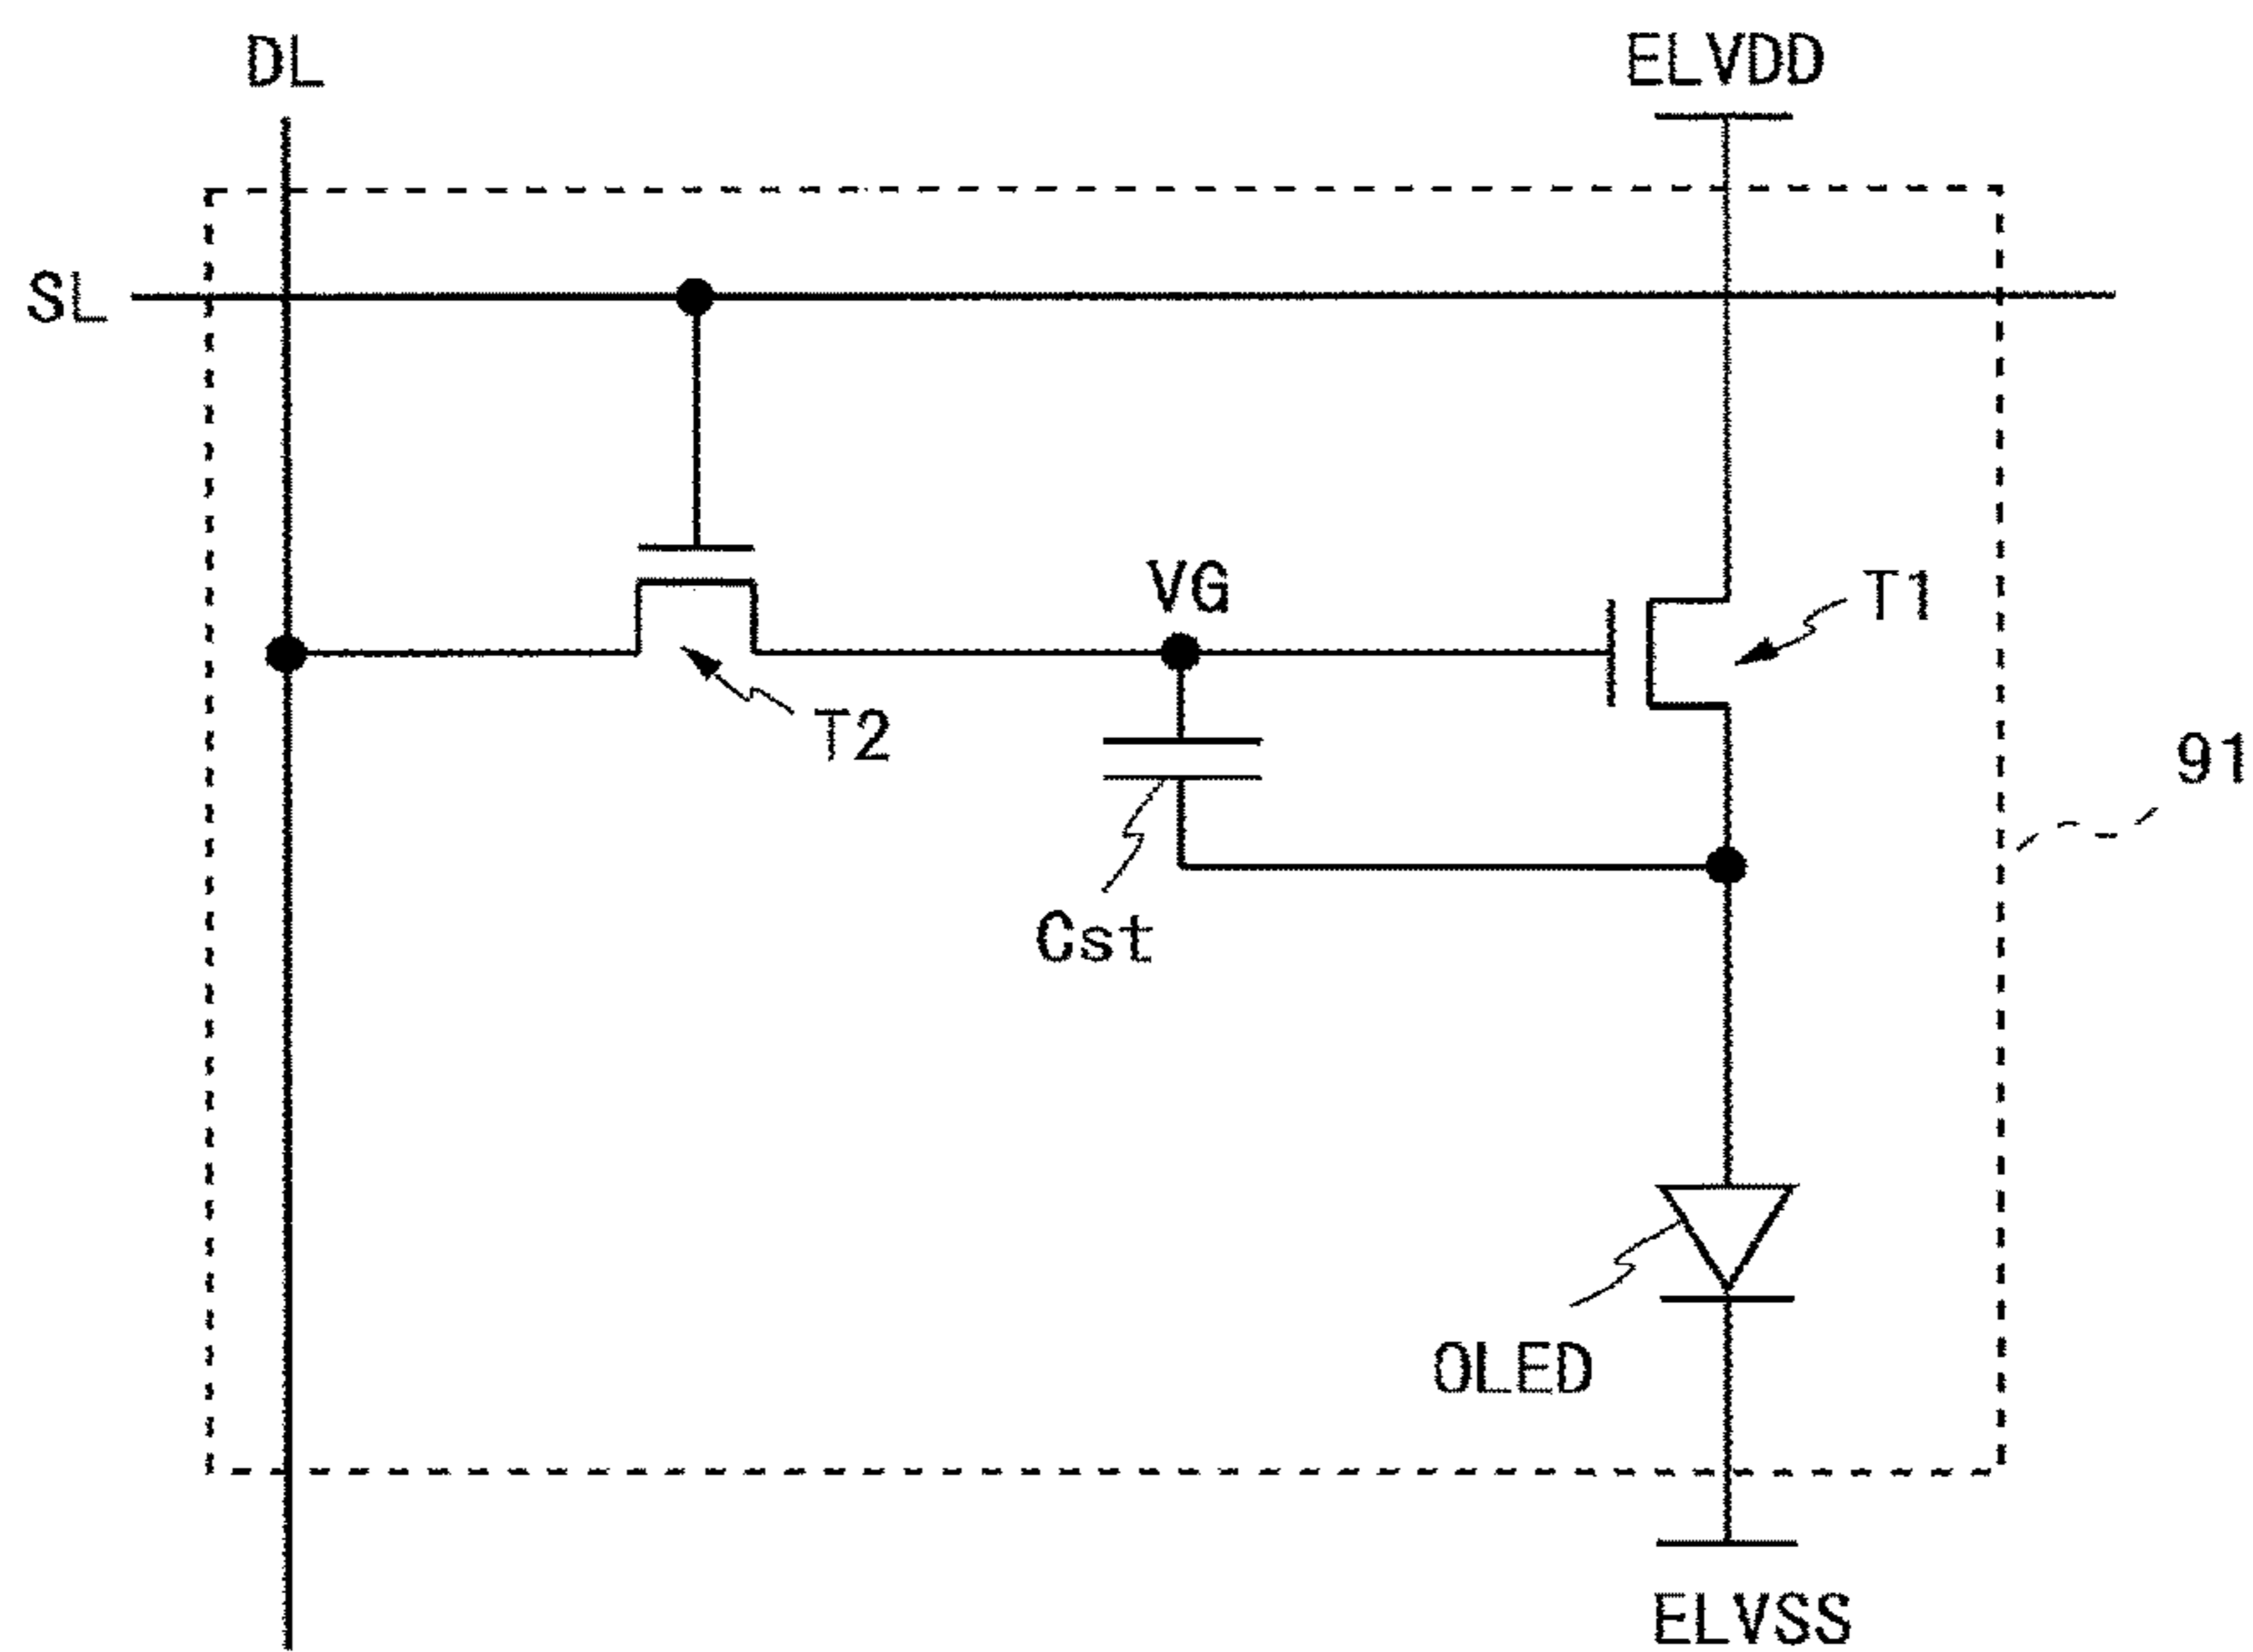 DL
ELVDD
SL
VG
T1
T2
91
Cst
OLED
ELVSS